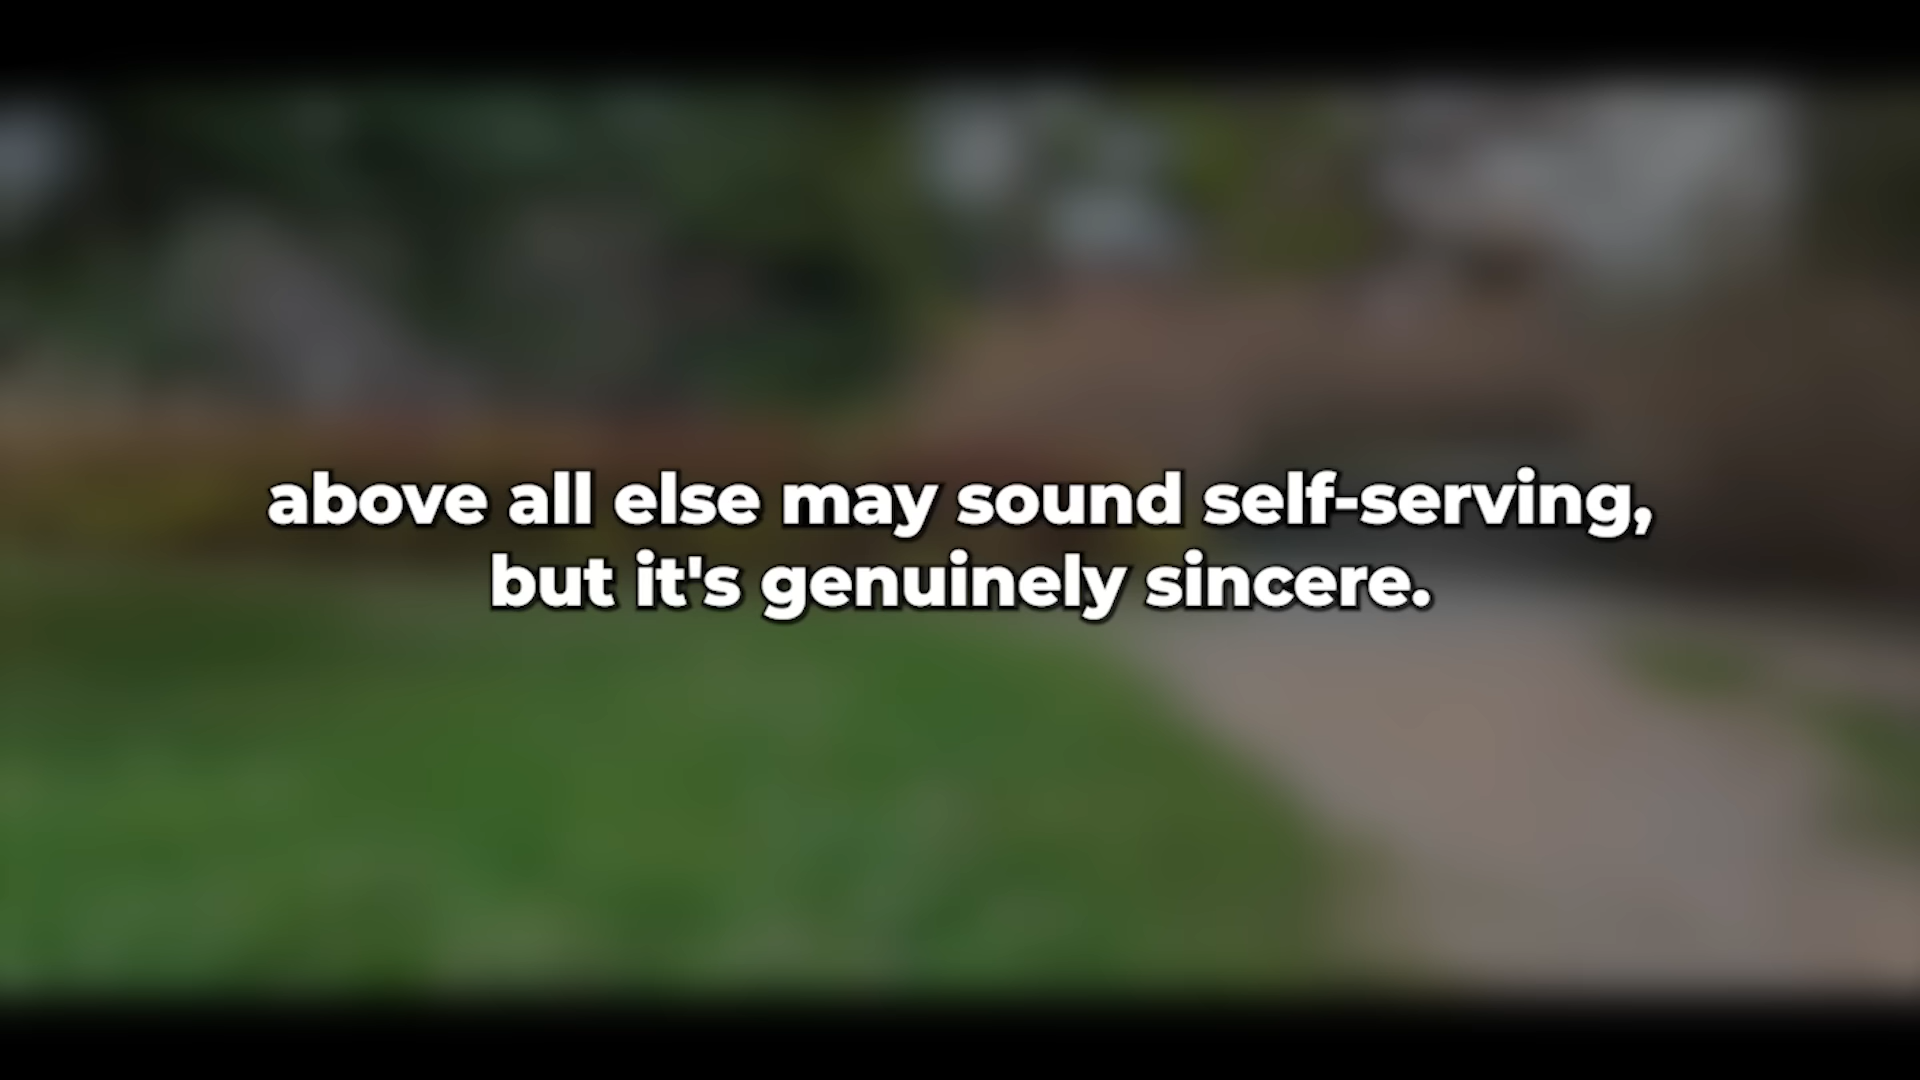 above all else may sound self-serving,
but it's genuinely sincere.